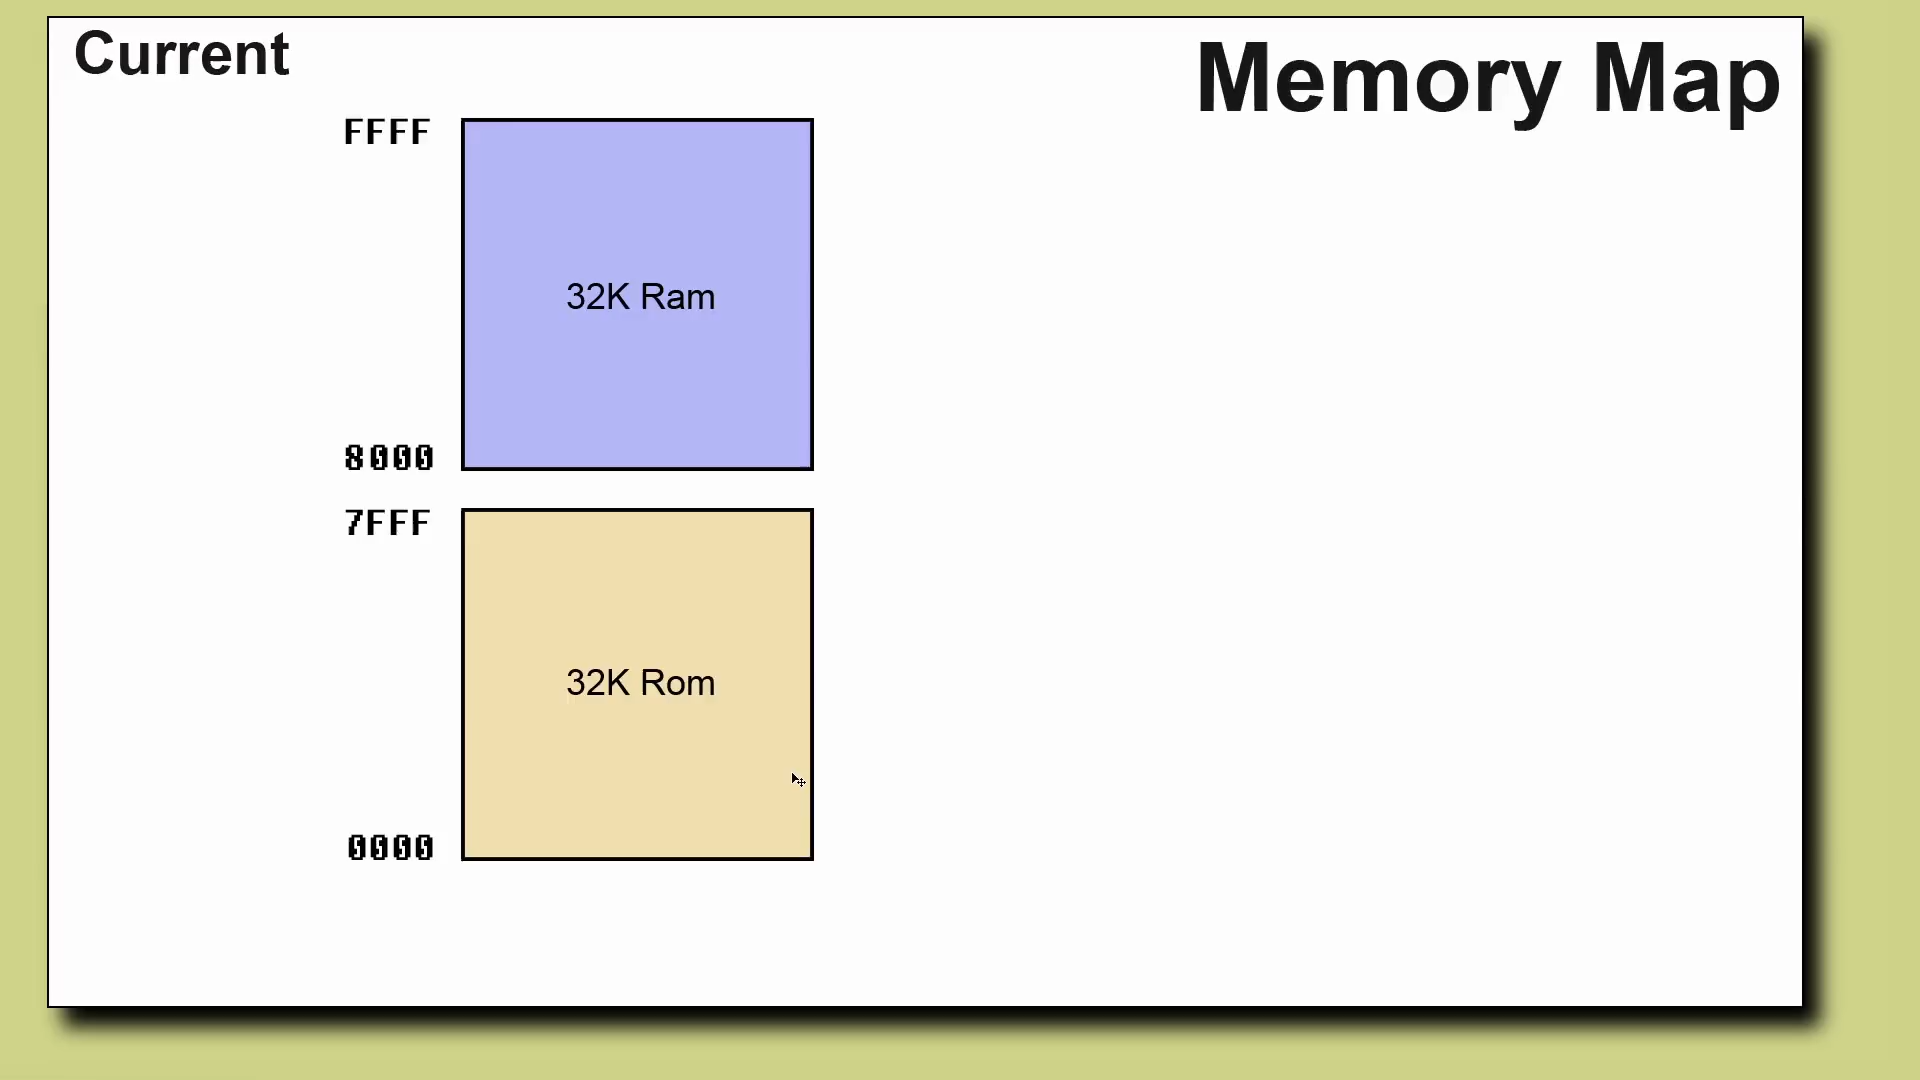 Current
Memory Map
FFFF
32K Ram
8000
7FFF
32K Rom
0000